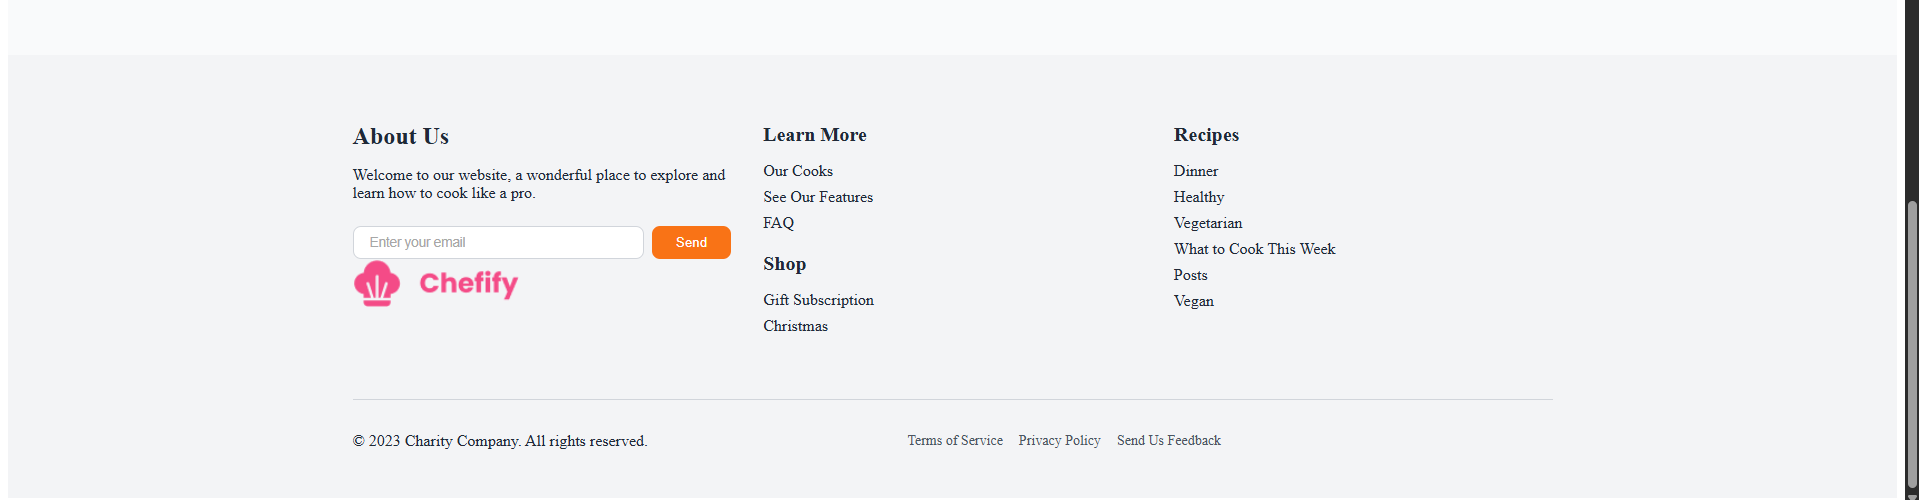 About Us
Welcome to our website, a wonderful place to explore and
learn how to cook like a pro.
Enter your email
Send
Chefify
Learn More
Our Cooks
See Our Features
FAQ
Shop
Gift Subscription
Christmas
Recipes
Dinner
Healthy
Vegetarian
What to Cook This Week
Posts
Vegan
© 2023 Charity Company. All rights reserved.
Terms of Service
Privacy Policy
Send Us Feedback